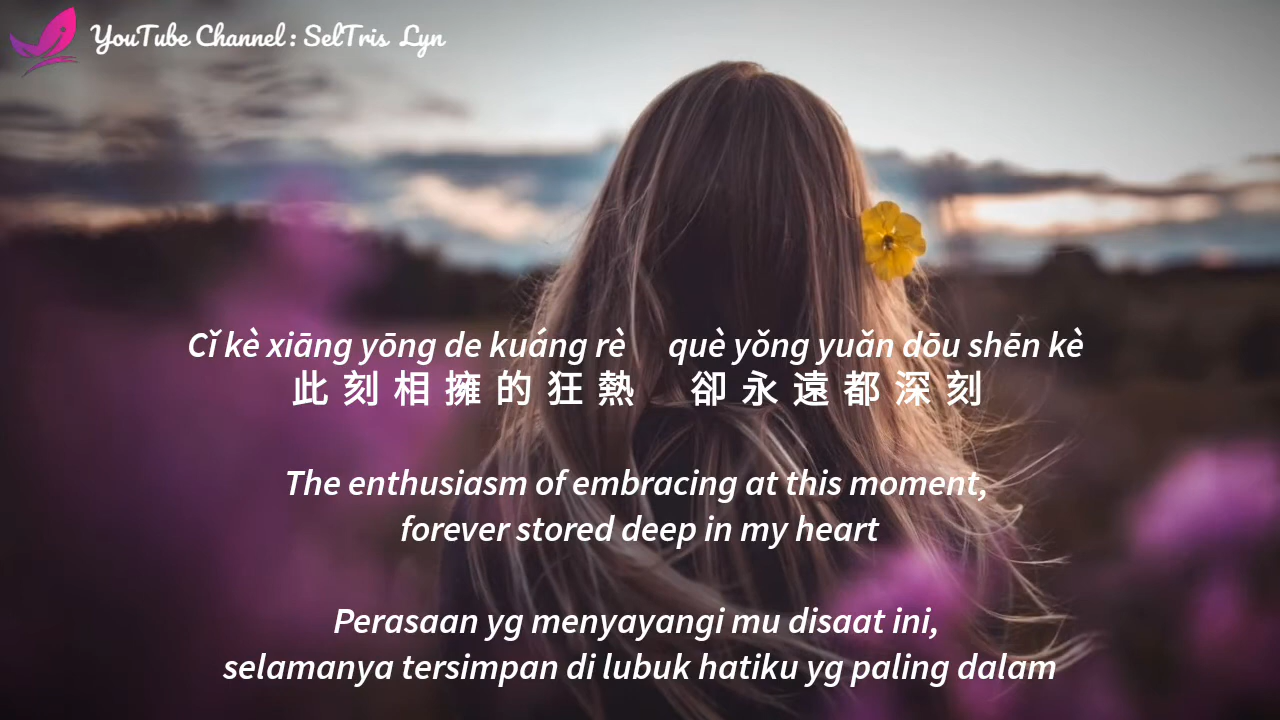 YouTube Channel : SelTris Lyn
Cǐ kè xiāng yōng de kuáng rè què yǒng yuǎn dōu shēn kè
此刻相擁的狂熱 卻永遠都深刻
The enthusiasm of embracing at this moment,
forever stored deep in my heart
Perasaan yg menyayangi mu disaat ini,
selamanya tersimpan di lubuk hatiku yg paling dalam